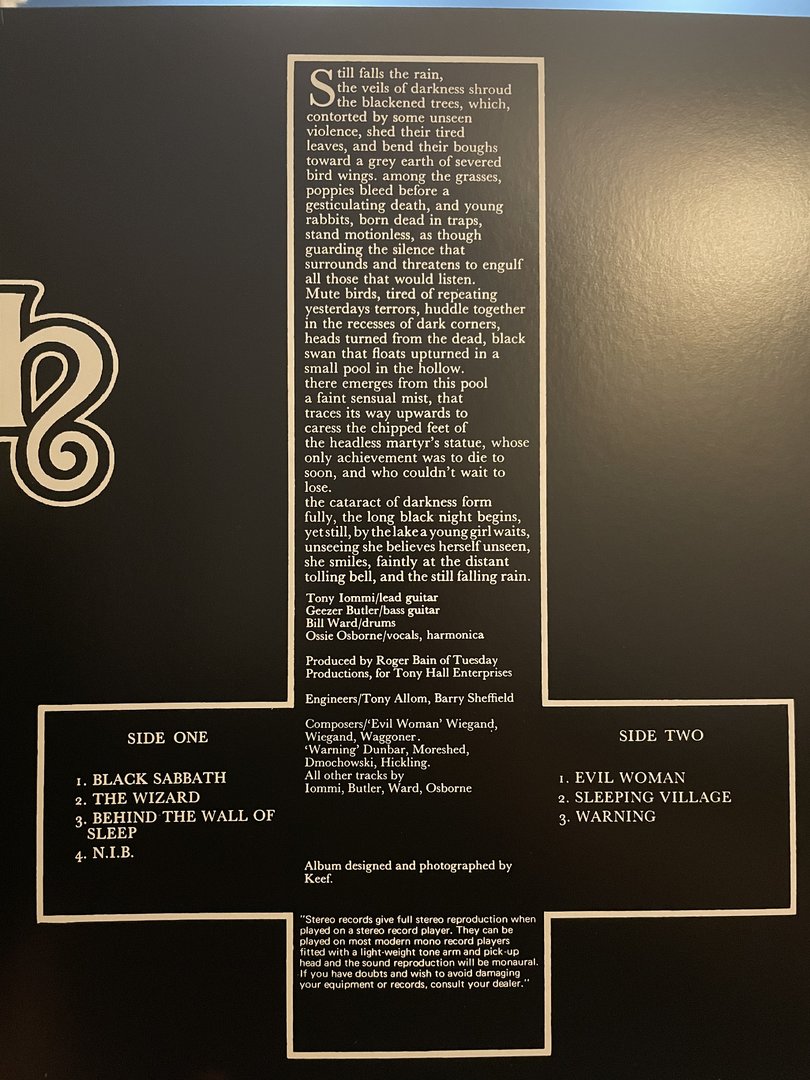 Still falls the rain,
the veils of darkness shroud
the blackened trees, which,
contorted by some unseen
violence, shed their tired
leaves, and bend their boughs
toward a grey earth of severed
bird wings. among the grasses,
poppies bleed before a
gesticulating death, and young
rabbits, born dead in traps,
stand motionless, as though
guarding the silence that
surrounds and threatens to engulf
all those that would listen.
Mute birds, tired of repeating
yesterdays terrors, huddle together
in the recesses of dark corners,
heads turned from the dead, black
swan that floats upturned in a
small pool in the hollow.
there emerges from this pool
a faint sensual mist, that
traces its way upwards to
caress the chipped feet of
the headless martyr's statue, whose
only achievement was to die to
soon, and who couldn't wait to
lose.
the cataract of darkness form
fully, the long black night begins,
yet still, by the lake a young girl waits,
unseeing she believes herself unseen,
she smiles, faintly at the distant
tolling bell, and the still falling rain.
Tony Iommi/lead guitar
Geezer Butler/bass guitar
Bill Ward/drums
Ossie Osborne/vocals, harmonica
Produced by Roger Bain of Tuesday
Productions, for Tony Hall Enterprises
Engineers/Tony Allom, Barry Sheffield
Composers/'Evil Woman' Wiegand,
Wiegand, Waggoner.
'Warning' Dunbar, Moreshed,
Dmochowski, Hickling.
All other tracks by
Iommi, Butler, Ward, Osborne
Album designed and photographed by
Keef.
SIDE ONE
1. BLACK SABBATH
2. THE WIZARD
3. BEHIND THE WALL OF
SLEEP
4. N.I.B.
SIDE TWO
1. EVIL WOMAN
2. SLEEPING VILLAGE
3. WARNING
"Stereo records give full stereo reproduction when
played on a stereo record player. They can be
played on most modern mono record players
fitted with a light-weight tone arm and pick-up
head and the sound reproduction will be monaural.
If you have doubts and wish to avoid damaging
your equipment or records, consult your dealer."
h